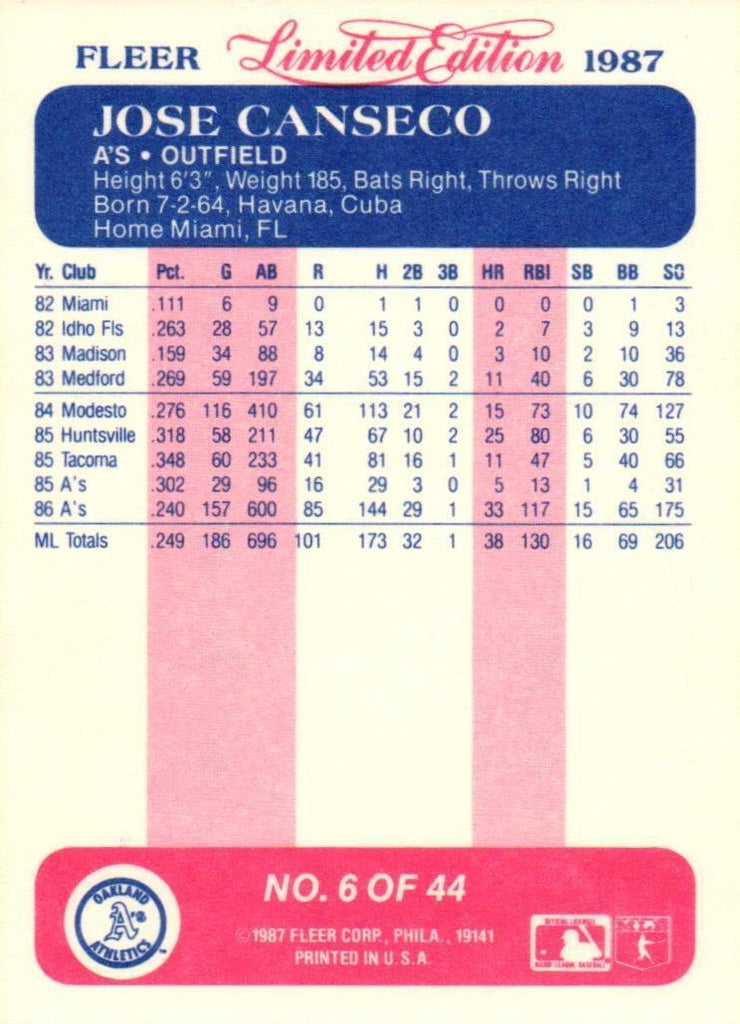 FLEER Limited Edition 1987
JOSE CANSECO
A'S • OUTFIELD
Height 6'3", Weight 185, Bats Right, Throws Right
Born 7-2-64, Havana, Cuba
Home Miami, FL
Yr. Club Pct. G AB R H 2B 3B HR RBI SB BB SO
82 Miami .111 6 9 0 1 1 0 0 0 0 1 3
82 Idho Fls .263 28 57 13 15 3 0 2 7 3 9 13
83 Madison .159 34 88 8 14 4 0 3 10 2 10 36
83 Medford .269 59 197 34 53 15 2 11 40 6 30 78
84 Modesto .276 116 410 61 113 21 2 15 73 10 74 127
85 Huntsville .318 58 211 47 67 10 2 25 80 6 30 55
85 Tacoma .348 60 233 41 81 16 1 11 47 5 40 66
85 A's .302 29 96 16 29 3 0 5 13 1 4 31
86 A's .240 157 600 85 144 29 1 33 117 15 65 175
ML Totals .249 186 696 101 173 32 1 38 130 16 69 206
NO. 6 OF 44
OAKLAND
A's
ATHLETICS
TM
©1987 FLEER CORP., PHILA., 19141
PRINTED IN U.S.A.
OFFICIAL LICENSEE
MAJOR LEAGUE BASEBALL